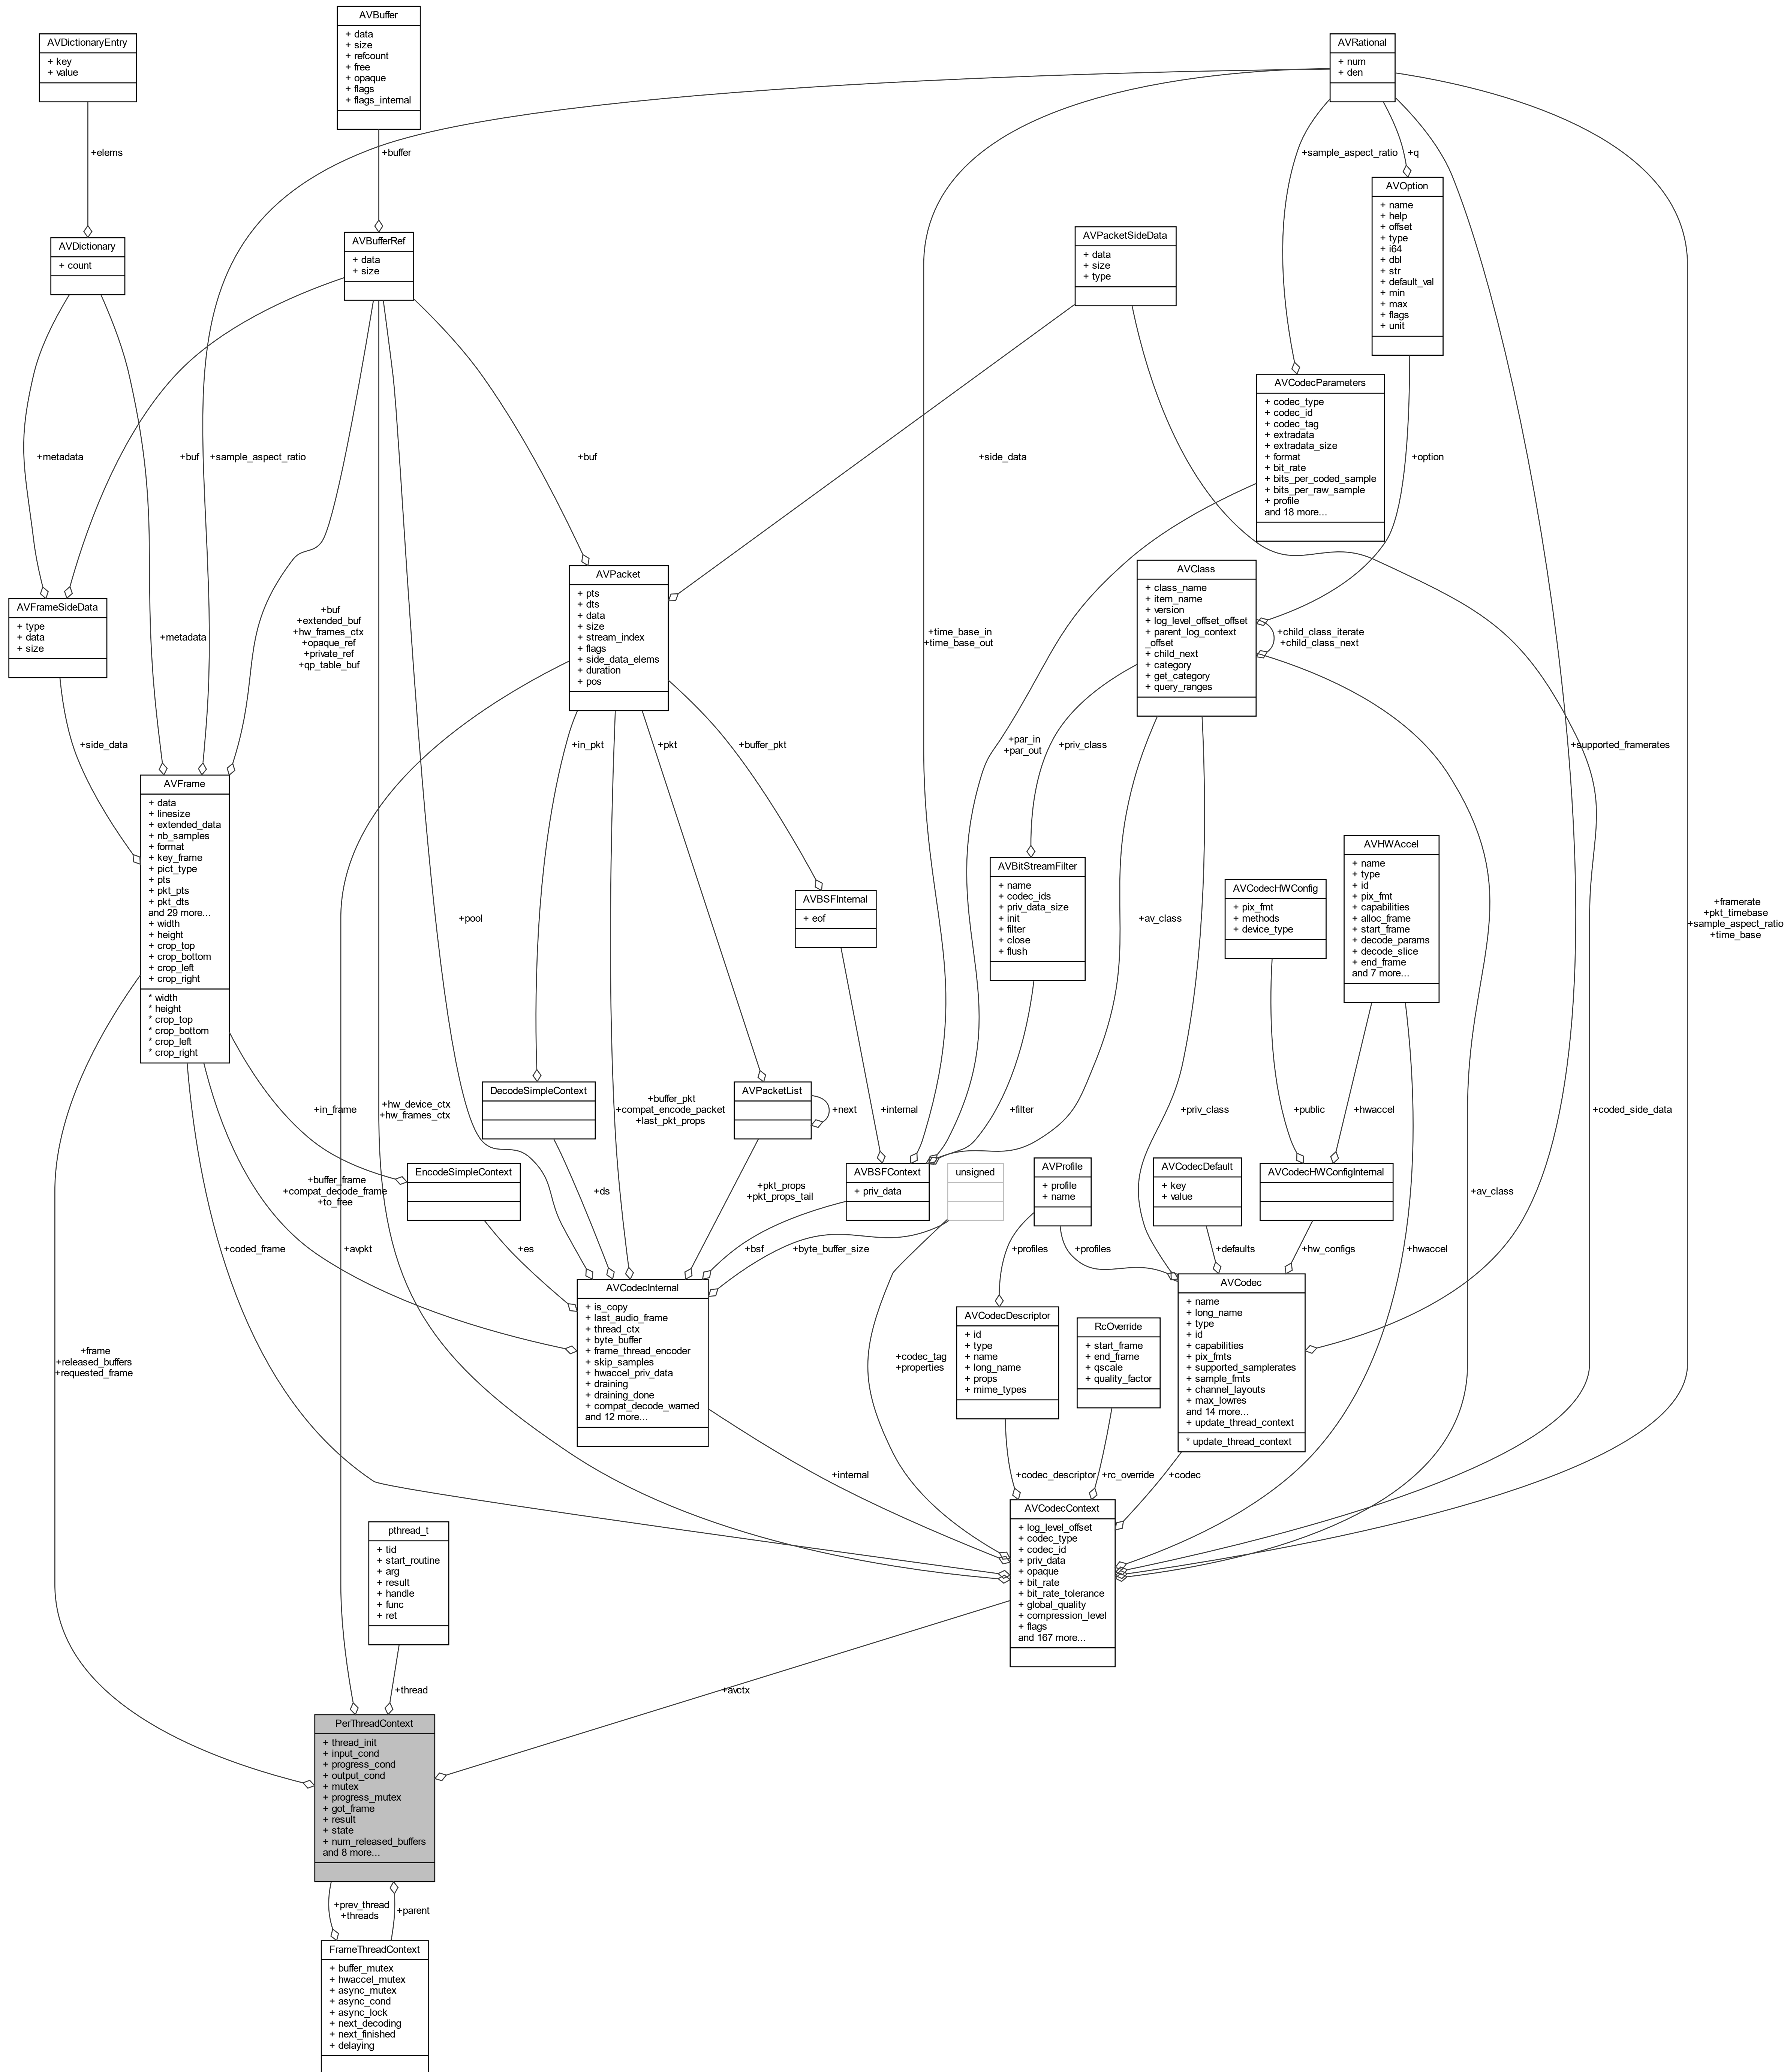 AVBuffer
+ data
+ size
+ refcount
+ free
+ opaque
+ flags
+ flags_internal
AVDictionaryEntry
+ key
+ value
AVRational
+ num
+ den
+elems
+buffer
+sample_aspect_ratio
+q
AVOption
+ name
+ help
+ offset
+ type
+ i64
+ dbl
+ str
+ default_val
+ min
+ max
+ flags
+ unit
AVDictionary
+ count
AVBufferRef
+ data
+ size
AVPacketSideData
+ data
+ size
+ type
AVCodecParameters
+ codec_type
+ codec_id
+ codec_tag
+ extradata
+ extradata_size
+ format
+ bit_rate
+ bits_per_coded_sample
+ bits_per_raw_sample
+ profile
and 18 more...
+metadata
+buf
+sample_aspect_ratio
+buf
+side_data
+option
AVPacket
+ pts
+ dts
+ data
+ size
+ stream_index
+ flags
+ side_data_elems
+ duration
+ pos
AVClass
+ class_name
+ item_name
+ version
+ log_level_offset_offset
+ parent_log_context
_offset
+ child_next
+ category
+ get_category
+ query_ranges
AVFrameSideData
+ type
+ data
+ size
+metadata
+buf
+extended_buf
+hw_frames_ctx
+opaque_ref
+private_ref
+qp_table_buf
+time_base_in
+time_base_out
+child_class_iterate
+child_class_next
+side_data
+in_pkt
+pkt
+buffer_pkt
+par_in
+par_out
+priv_class
+supported_framerates
AVFrame
+ data
+ linesize
+ extended_data
+ nb_samples
+ format
+ key_frame
+ pict_type
+ pts
+ pkt_pts
+ pkt_dts
and 29 more...
+ width
+ height
+ crop_top
+ crop_bottom
+ crop_left
+ crop_right
* width
* height
* crop_top
* crop_bottom
* crop_left
* crop_right
+pool
AVBSFInternal
+ eof
AVBitStreamFilter
+ name
+ codec_ids
+ priv_data_size
+ init
+ filter
+ close
+ flush
+av_class
AVCodecHWConfig
+ pix_fmt
+ methods
+ device_type
AVHWAccel
+ name
+ type
+ id
+ pix_fmt
+ capabilities
+ alloc_frame
+ start_frame
+ decode_params
+ decode_slice
+ end_frame
and 7 more...
+framerate
+pkt_timebase
+sample_aspect_ratio
+time_base
+in_frame
+hw_device_ctx
+hw_frames_ctx
DecodeSimpleContext
+buffer_pkt
+compat_encode_packet
+last_pkt_props
AVPacketList
+next
+internal
+filter
+priv_class
+public
+hwaccel
+coded_side_data
+buffer_frame
+compat_decode_frame
+to_free
EncodeSimpleContext
+ds
+pkt_props
+pkt_props_tail
AVBSFContext
+ priv_data
unsigned
AVProfile
+ profile
+ name
AVCodecDefault
+ key
+ value
AVCodecHWConfigInternal
+av_class
+coded_frame
+avpkt
+es
+bsf
+byte_buffer_size
+profiles
+profiles
+defaults
+hw_configs
+hwaccel
AVCodecInternal
+ is_copy
+ last_audio_frame
+ thread_ctx
+ byte_buffer
+ frame_thread_encoder
+ skip_samples
+ hwaccel_priv_data
+ draining
+ draining_done
+ compat_decode_warned
and 12 more...
+codec_tag
+properties
AVCodecDescriptor
+ id
+ type
+ name
+ long_name
+ props
+ mime_types
RcOverride
+ start_frame
+ end_frame
+ qscale
+ quality_factor
AVCodec
+ name
+ long_name
+ type
+ id
+ capabilities
+ pix_fmts
+ supported_samplerates
+ sample_fmts
+ channel_layouts
+ max_lowres
and 14 more...
+ update_thread_context
* update_thread_context
+frame
+released_buffers
+requested_frame
+internal
+codec_descriptor
+rc_override
+codec
AVCodecContext
+ log_level_offset
+ codec_type
+ codec_id
+ priv_data
+ opaque
+ bit_rate
+ bit_rate_tolerance
+ global_quality
+ compression_level
+ flags
and 167 more...
pthread_t
+ tid
+ start_routine
+ arg
+ result
+ handle
+ func
+ ret
+thread
+avctx
PerThreadContext
+ thread_init
+ input_cond
+ progress_cond
+ output_cond
+ mutex
+ progress_mutex
+ got_frame
+ result
+ state
+ num_released_buffers
and 8 more...
+prev_thread
+threads
+parent
FrameThreadContext
+ buffer_mutex
+ hwaccel_mutex
+ async_mutex
+ async_cond
+ async_lock
+ next_decoding
+ next_finished
+ delaying